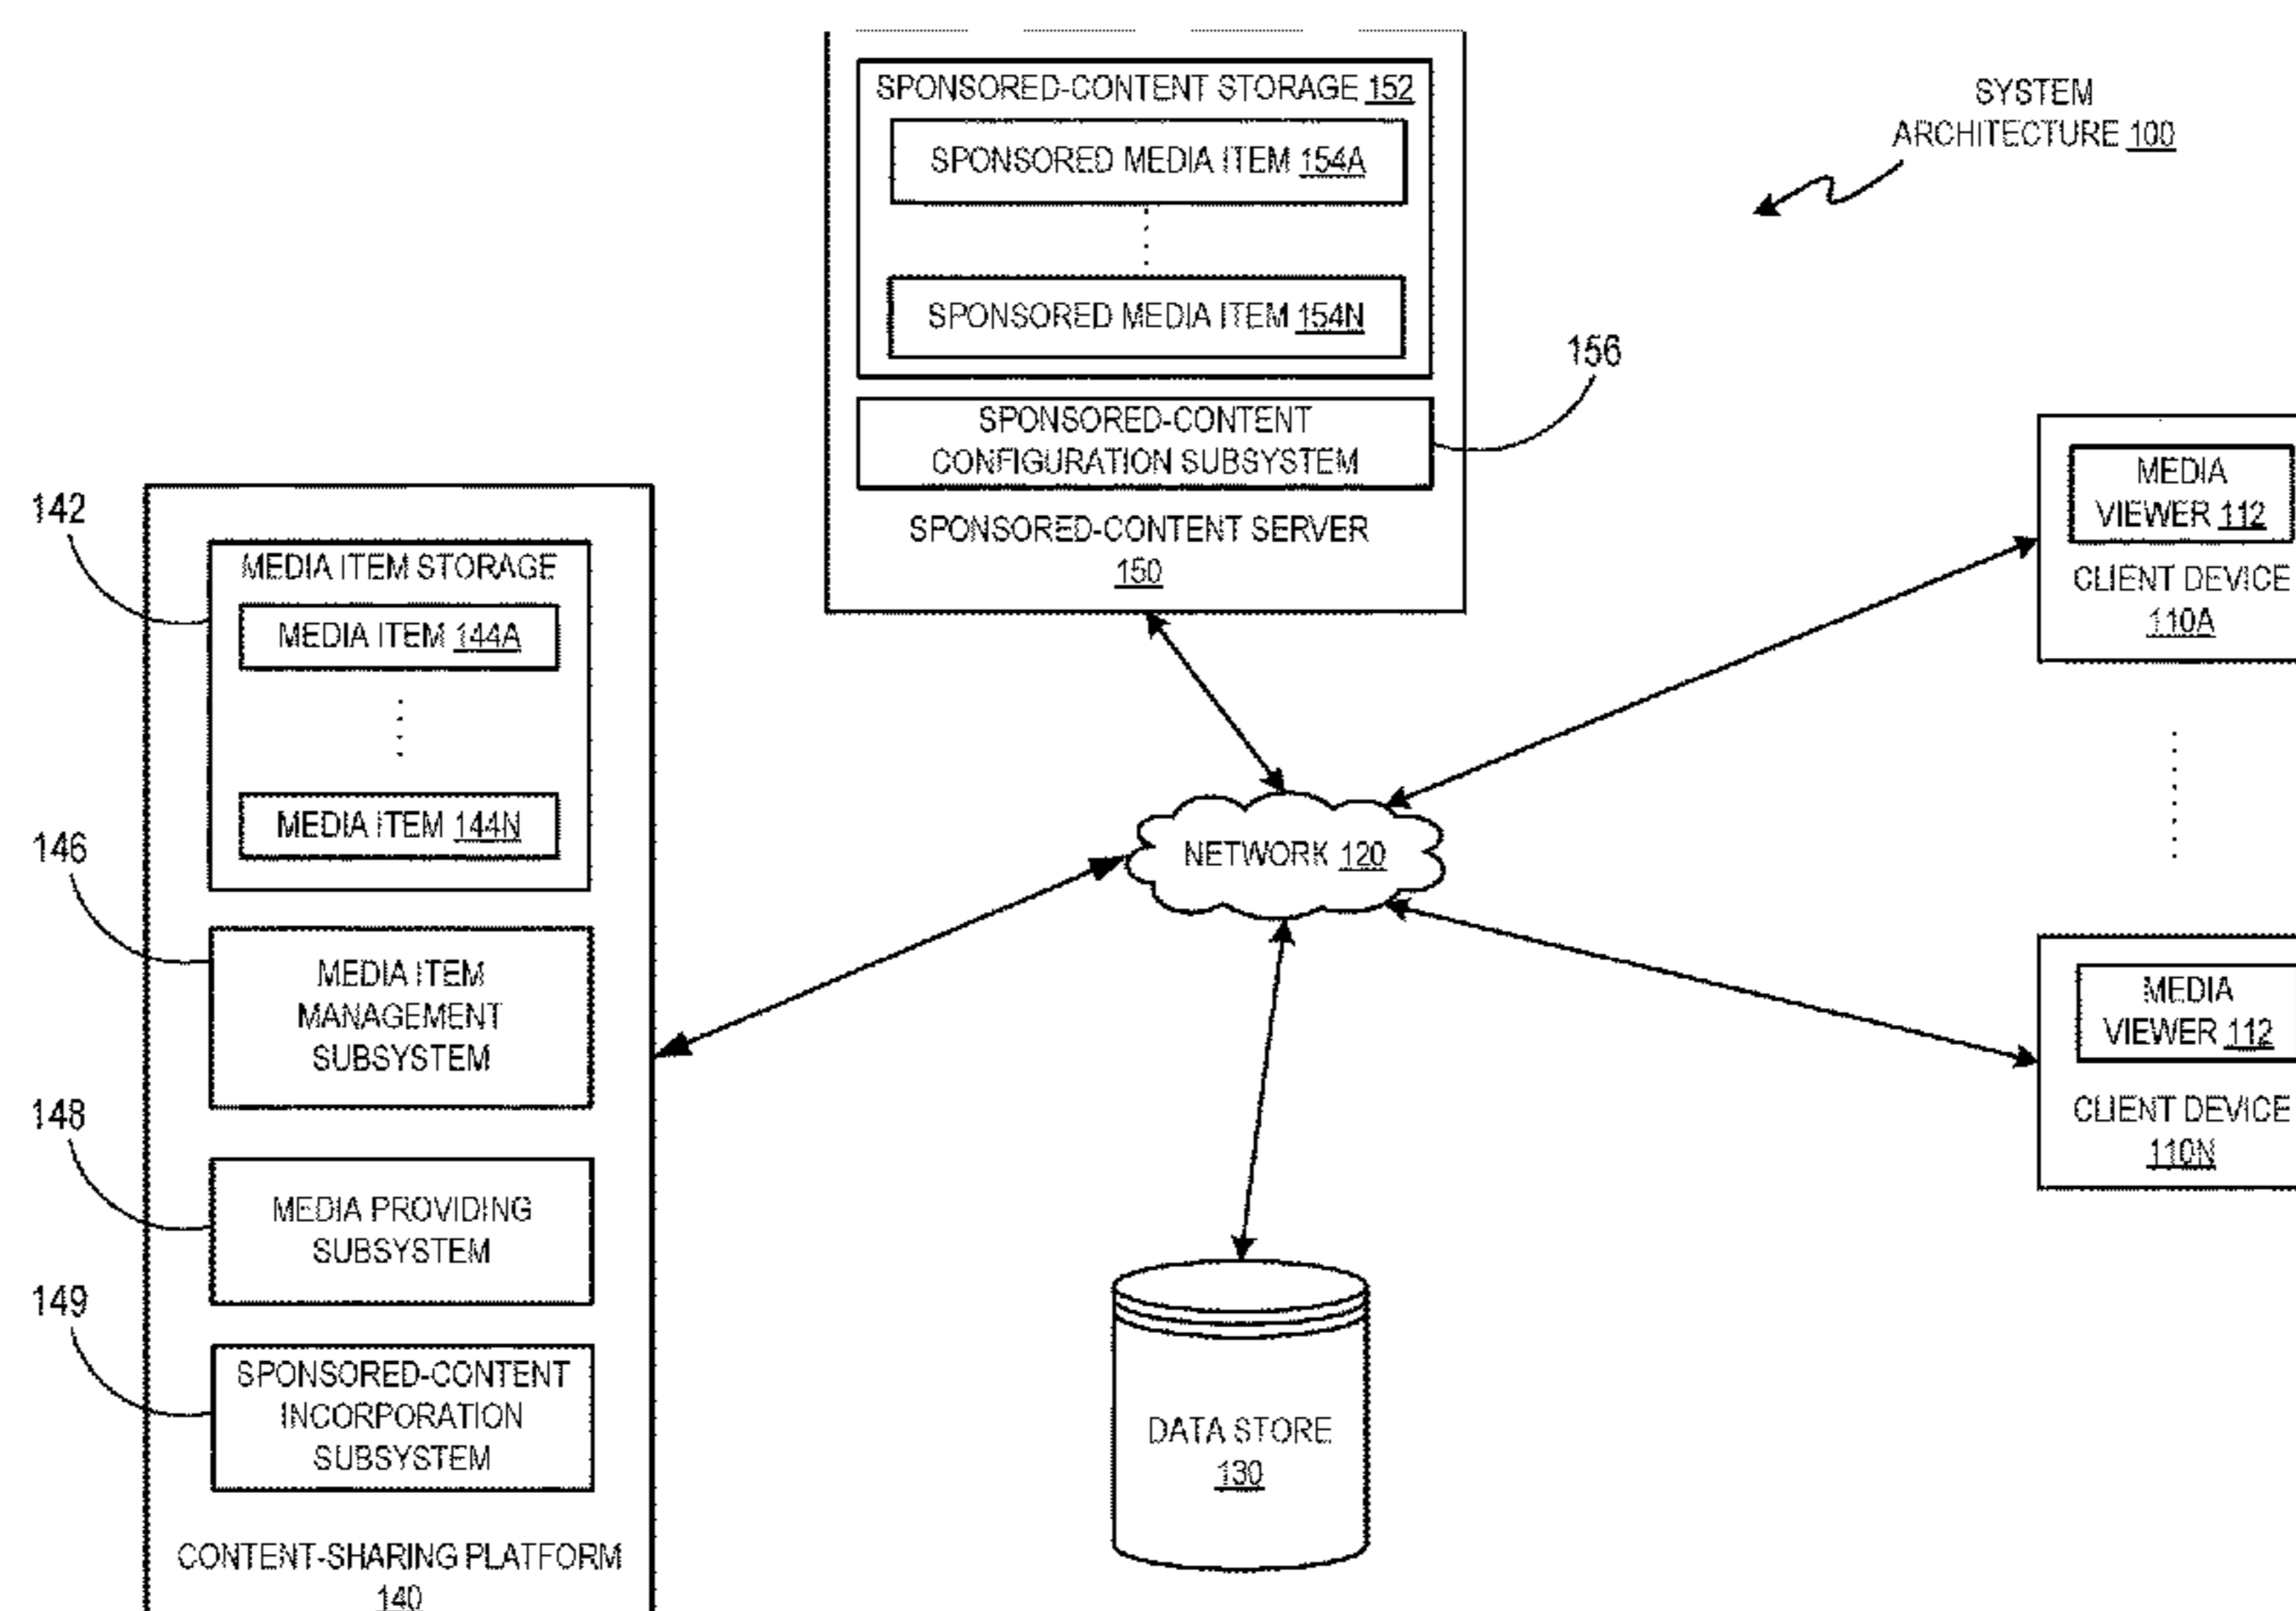 SPONSORED-CONTENT STORAGE 152
SPONSORED MEDIA ITEM 154A
SPONSORED MEDIA ITEM 154N
SPONSORED-CONTENT
CONFIGURATION SUBSYSTEM
156
SPONSORED-CONTENT SERVER
150
SYSTEM
ARCHITECTURE 100
142
MEDIA ITEM STORAGE
MEDIA ITEM 144A
MEDIA ITEM 144N
146
MEDIA ITEM
MANAGEMENT
SUBSYSTEM
148
MEDIA PROVIDING
SUBSYSTEM
149
SPONSORED-CONTENT
INCORPORATION
SUBSYSTEM
CONTENT-SHARING PLATFORM
140
NETWORK 120
DATA STORE
130
MEDIA
VIEWER 112
CLIENT DEVICE
110A
MEDIA
VIEWER 112
CLIENT DEVICE
110N